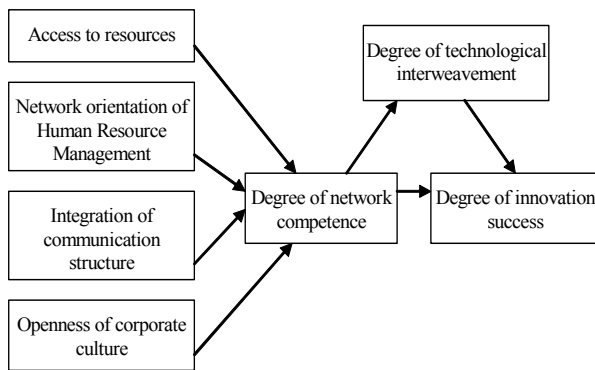 Access to resources
Network orientation of
Human Resource
Management
Integration of
communication
structure
Openness of corporate
culture
Degree of network
competence
Degree of technological
interweavement
Degree of innovation
success